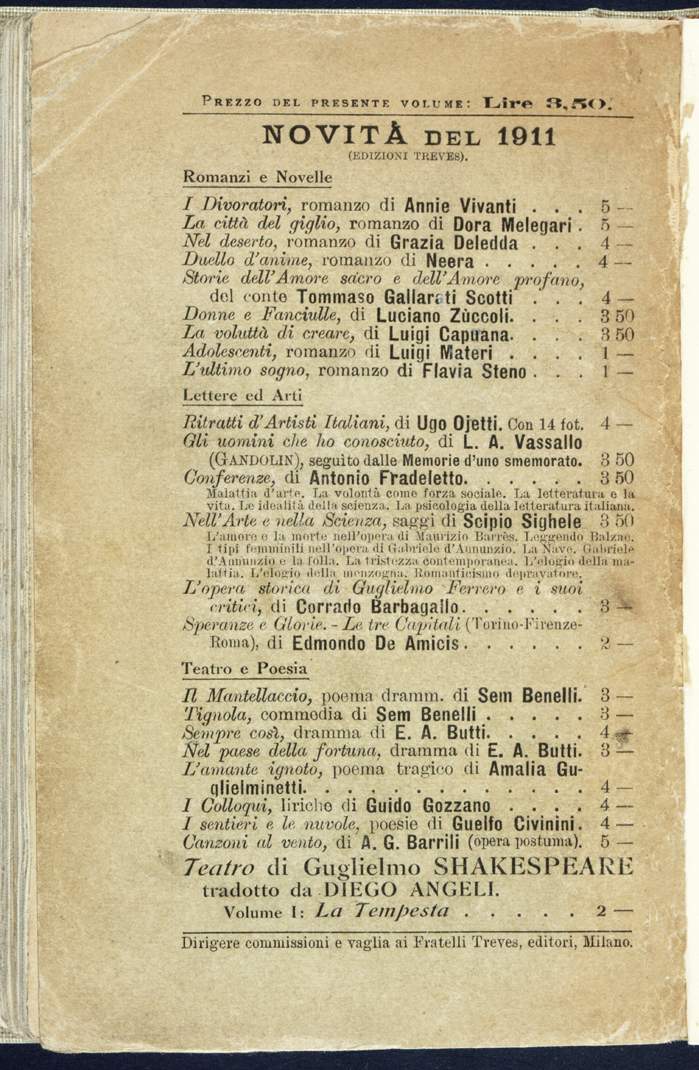 PREZZO DEL PRESENTE VOLUME: Lire 3,50.
NOVITÀ DEL 1911
(EDIZIONI TREVES).
Romanzi e Novelle
I Divoratori, romanzo di Annie Vivanti . . . 5 —
La città del giglio, romanzo di Dora Melegari . 5 —
Nel deserto, romanzo di Grazia Deledda . . . 4 —
Duello d'anime, romanzo di Neera . . . . . 4 —
Storie dell'Amore sacro e dell'Amore profano,
del conte Tommaso Gallarati Scotti . . . 4 —
Donne e Fanciulle, di Luciano Zùccoli. . . . 3 50
La voluttà di creare, di Luigi Capuana. . . . 3 50
Adolescenti, romanzo di Luigi Materi . . . . 1 —
L'ultimo sogno, romanzo di Flavia Steno . . . 1 —
Lettere ed Arti
Ritratti d'Artisti Italiani, di Ugo Ojetti. Con 14 fot. 4 —
Gli uomini che ho conosciuto, di L. A. Vassallo
(GANDOLIN), seguìto dalle Memorie d'uno smemorato. 3 50
Conferenze, di Antonio Fradeletto. . . . . . 3 50
Malattia d'arte. La volontà come forza sociale. La letteratura e la
vita. Le idealità della scienza. La psicologia della letteratura italiana.
Nell'Arte e nella Scienza, saggi di Scipio Sighele 3 50
L'amore e la morte nell'opera di Maurizio Barrès. Leggendo Balzac.
I tipi femminili nell'opera di Gabriele d'Annunzio. La Nave. Gabriele
d'Annunzio e la folla. La tristezza contemporanea. L'elogio della ma-
lattia. L'elogio della menzogna. Romanticismo depravatore.
L'opera storica di Guglielmo Ferrero e i suoi
critici, di Corrado Barbagallo. . . . . . 3 —
Speranze e Glorie. - Le tre Capitali (Torino-Firenze-
Roma), di Edmondo De Amicis . . . . . . 2 —
Teatro e Poesia
Il Mantellaccio, poema dramm. di Sem Benelli. 3 —
Tignola, commedia di Sem Benelli . . . . . 3 —
Sempre così, dramma di E. A. Butti. . . . . 4 —
Nel paese della fortuna, dramma di E. A. Butti. 3 —
L'amante ignoto, poema tragico di Amalia Gu-
glielminetti. . . . . . . . . . . . . 4 —
I Colloqui, liriche di Guido Gozzano . . . . 4 —
I sentieri e le nuvole, poesie di Guelfo Civinini. 4 —
Canzoni al vento, di A. G. Barrili (opera postuma). 5 —
Teatro di Guglielmo SHAKESPEARE
tradotto da DIEGO ANGELI.
Volume I: La Tempesta . . . . . 2 —
Dirigere commissioni e vaglia ai Fratelli Treves, editori, Milano.